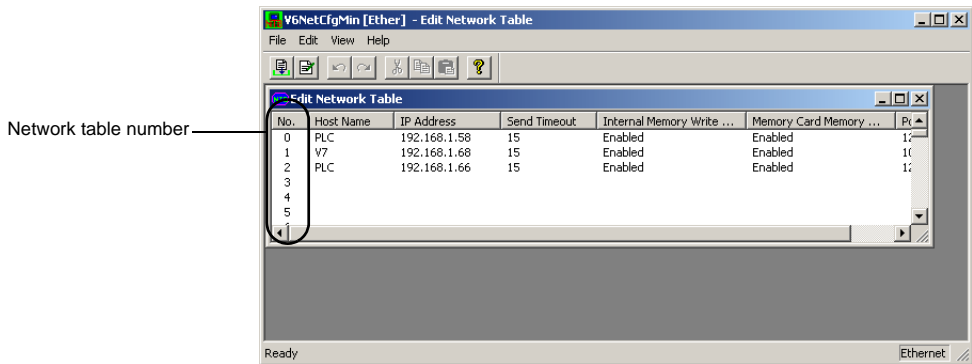 V6NetCfgMin [Ether] - Edit Network Table
File Edit View Help
Edit Network Table
Network table number
No. Host Name IP Address Send Timeout Internal Memory Write ... Memory Card Memory ...
0 PLC 192.168.1.58 15 Enabled Enabled
1 V7 192.168.1.68 15 Enabled Enabled
2 PLC 192.168.1.66 15 Enabled Enabled
3
4
5
Ready Ethernet